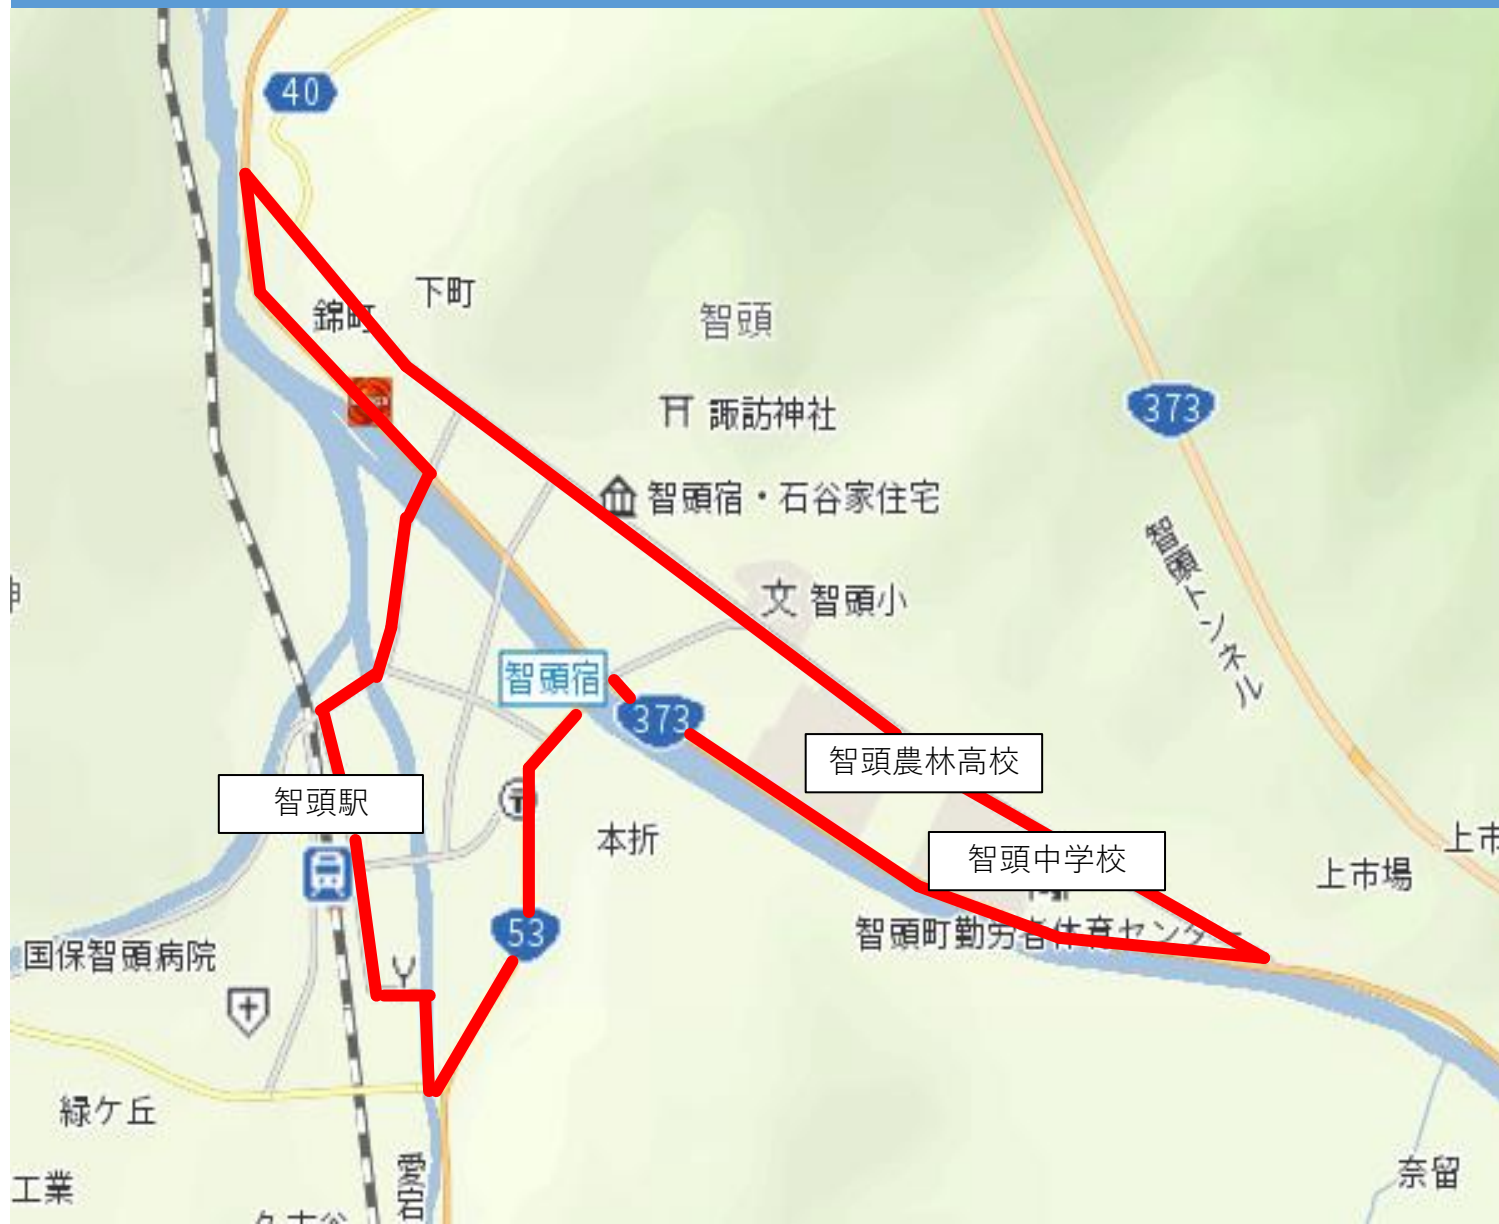 40
下町
錦町
智頭
373
諏訪神社
智頭宿・石谷家住宅
智頭トンネル
文 智頭小
智頭宿
373
智頭農林高校
智頭駅
本折
智頭中学校
上市場
53
智頭町勤労者体育センター
国保智頭病院
緑ケ丘
愛宕
工業
奈留